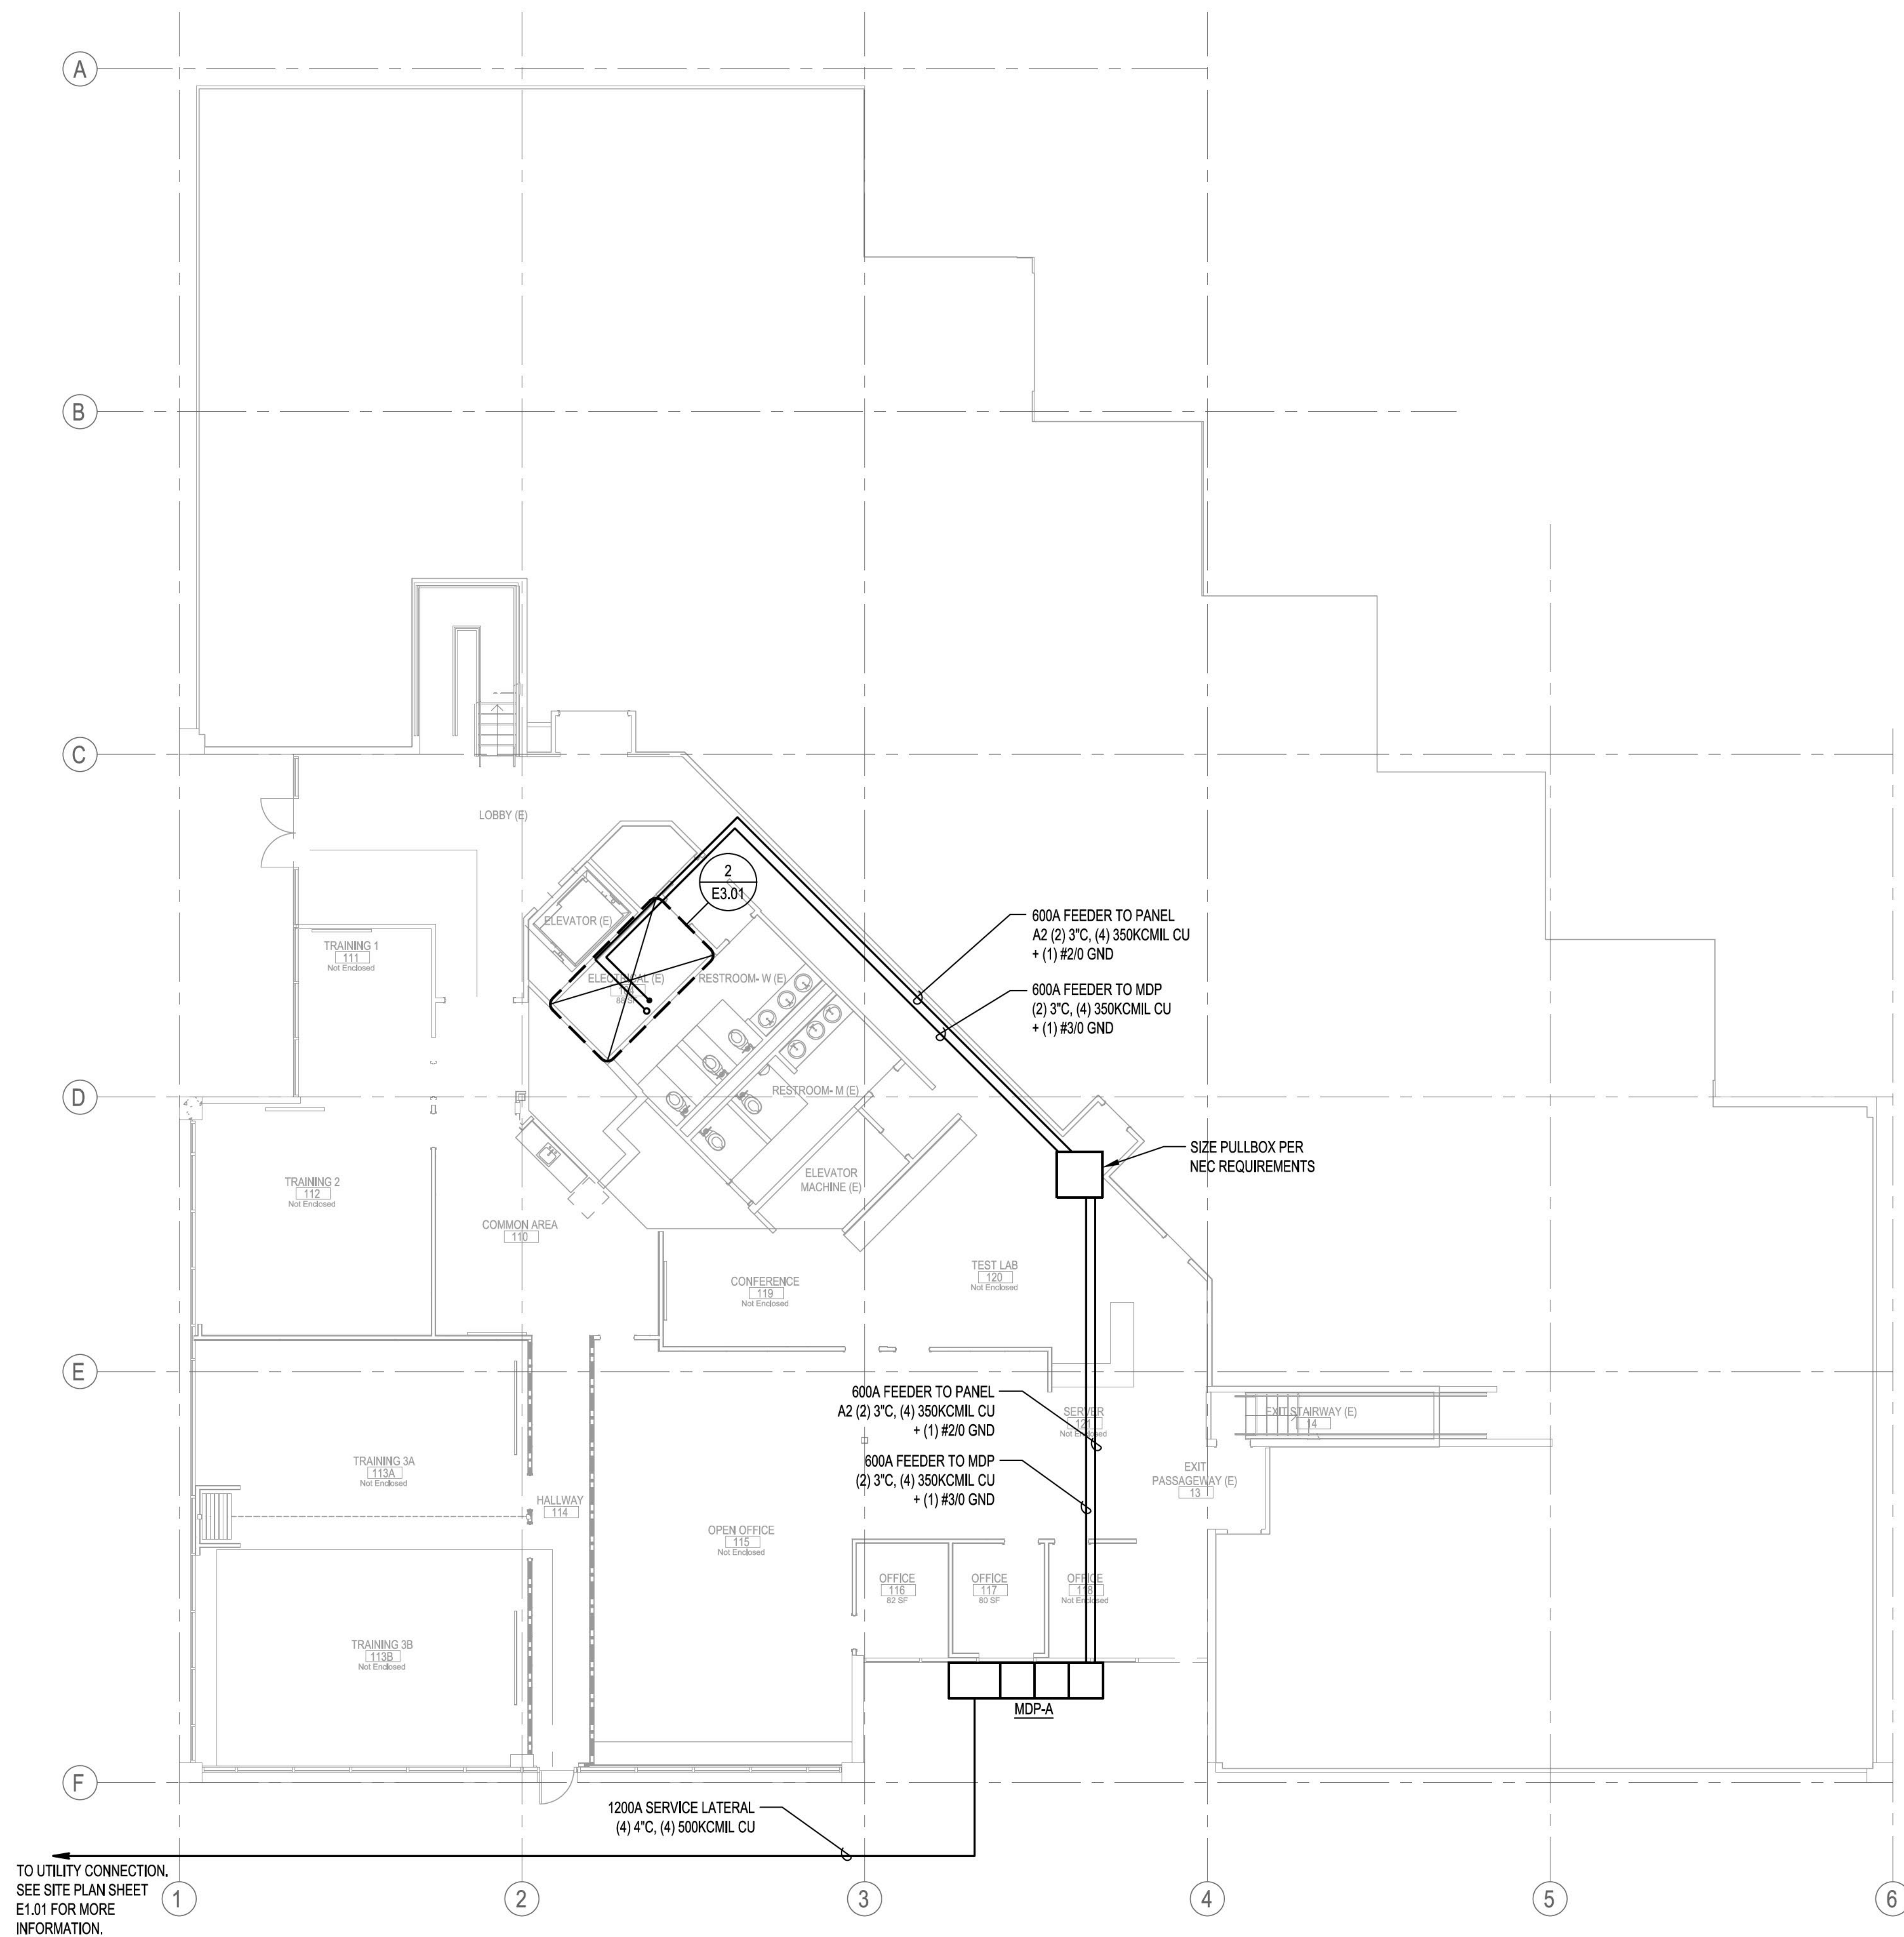 A
B
C
LOBBY (E)
2
E3.01
ELEVATOR (E)
600A FEEDER TO PANEL
A2 (2) 3"C, (4) 350KCMIL CU
+ (1) #2/0 GND
TRAINING 1
111
Not Enclosed
ELECTRICAL (E)
RESTROOM- W (E)
600A FEEDER TO MDP
(2) 3"C, (4) 350KCMIL CU
+ (1) #3/0 GND
D
RESTROOM- M (E)
SIZE PULLBOX PER
NEC REQUIREMENTS
ELEVATOR
MACHINE (E)
TRAINING 2
112
Not Enclosed
COMMON AREA
110
CONFERENCE
119
Not Enclosed
TEST LAB
120
Not Enclosed
E
600A FEEDER TO PANEL
A2 (2) 3"C, (4) 350KCMIL CU
+ (1) #2/0 GND
SERVER
121
Not Enclosed
EXIT STAIRWAY (E)
14
600A FEEDER TO MDP
(2) 3"C, (4) 350KCMIL CU
+ (1) #3/0 GND
TRAINING 3A
113A
Not Enclosed
EXIT
PASSAGEWAY (E)
13
HALLWAY
114
OPEN OFFICE
115
Not Enclosed
OFFICE
116
82 SF
OFFICE
117
80 SF
OFFICE
118
Not Enclosed
TRAINING 3B
113B
Not Enclosed
MDP-A
F
1200A SERVICE LATERAL
(4) 4"C, (4) 500KCMIL CU
TO UTILITY CONNECTION.
SEE SITE PLAN SHEET
E1.01 FOR MORE
INFORMATION.
1
2
3
4
5
6